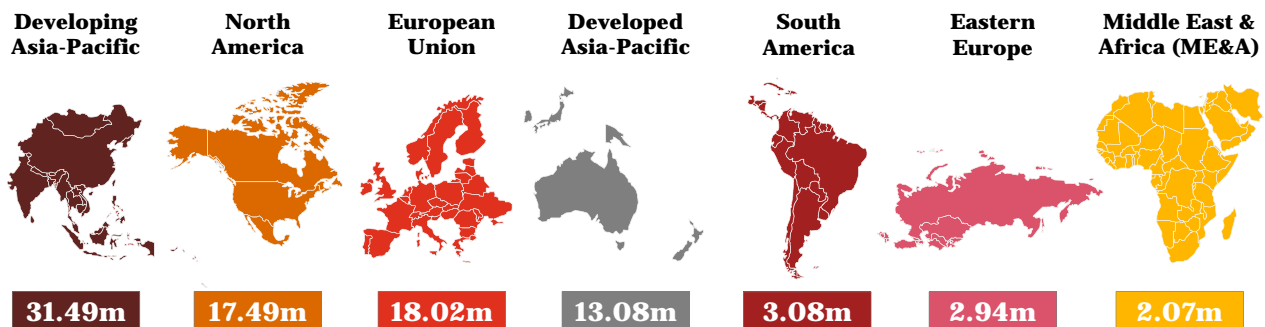 Developing
Asia-Pacific
North
America
European
Union
Developed
Asia-Pacific
South
America
Eastern
Europe
Middle East &
Africa (ME&A)
31.49m
17.49m
18.02m
13.08m
3.08m
2.94m
2.07m